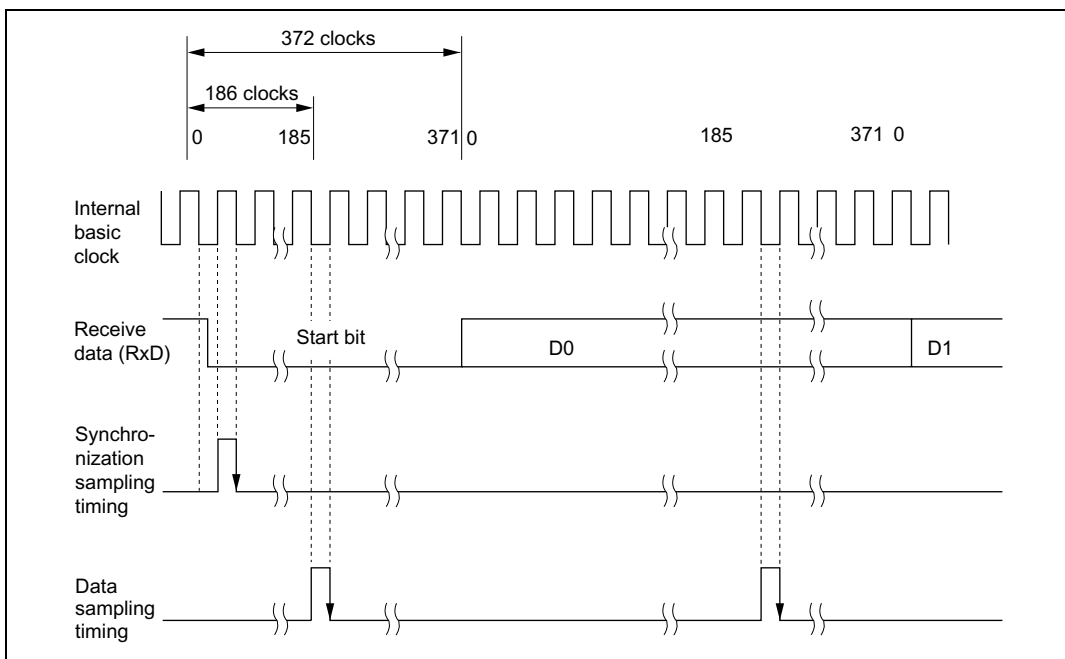 372 clocks
186 clocks
0 185 371 0 185 371 0
Internal
basic
clock
Receive
data (RxD)
Start bit
D0
D1
Synchro-
nization
sampling
timing
Data
sampling
timing